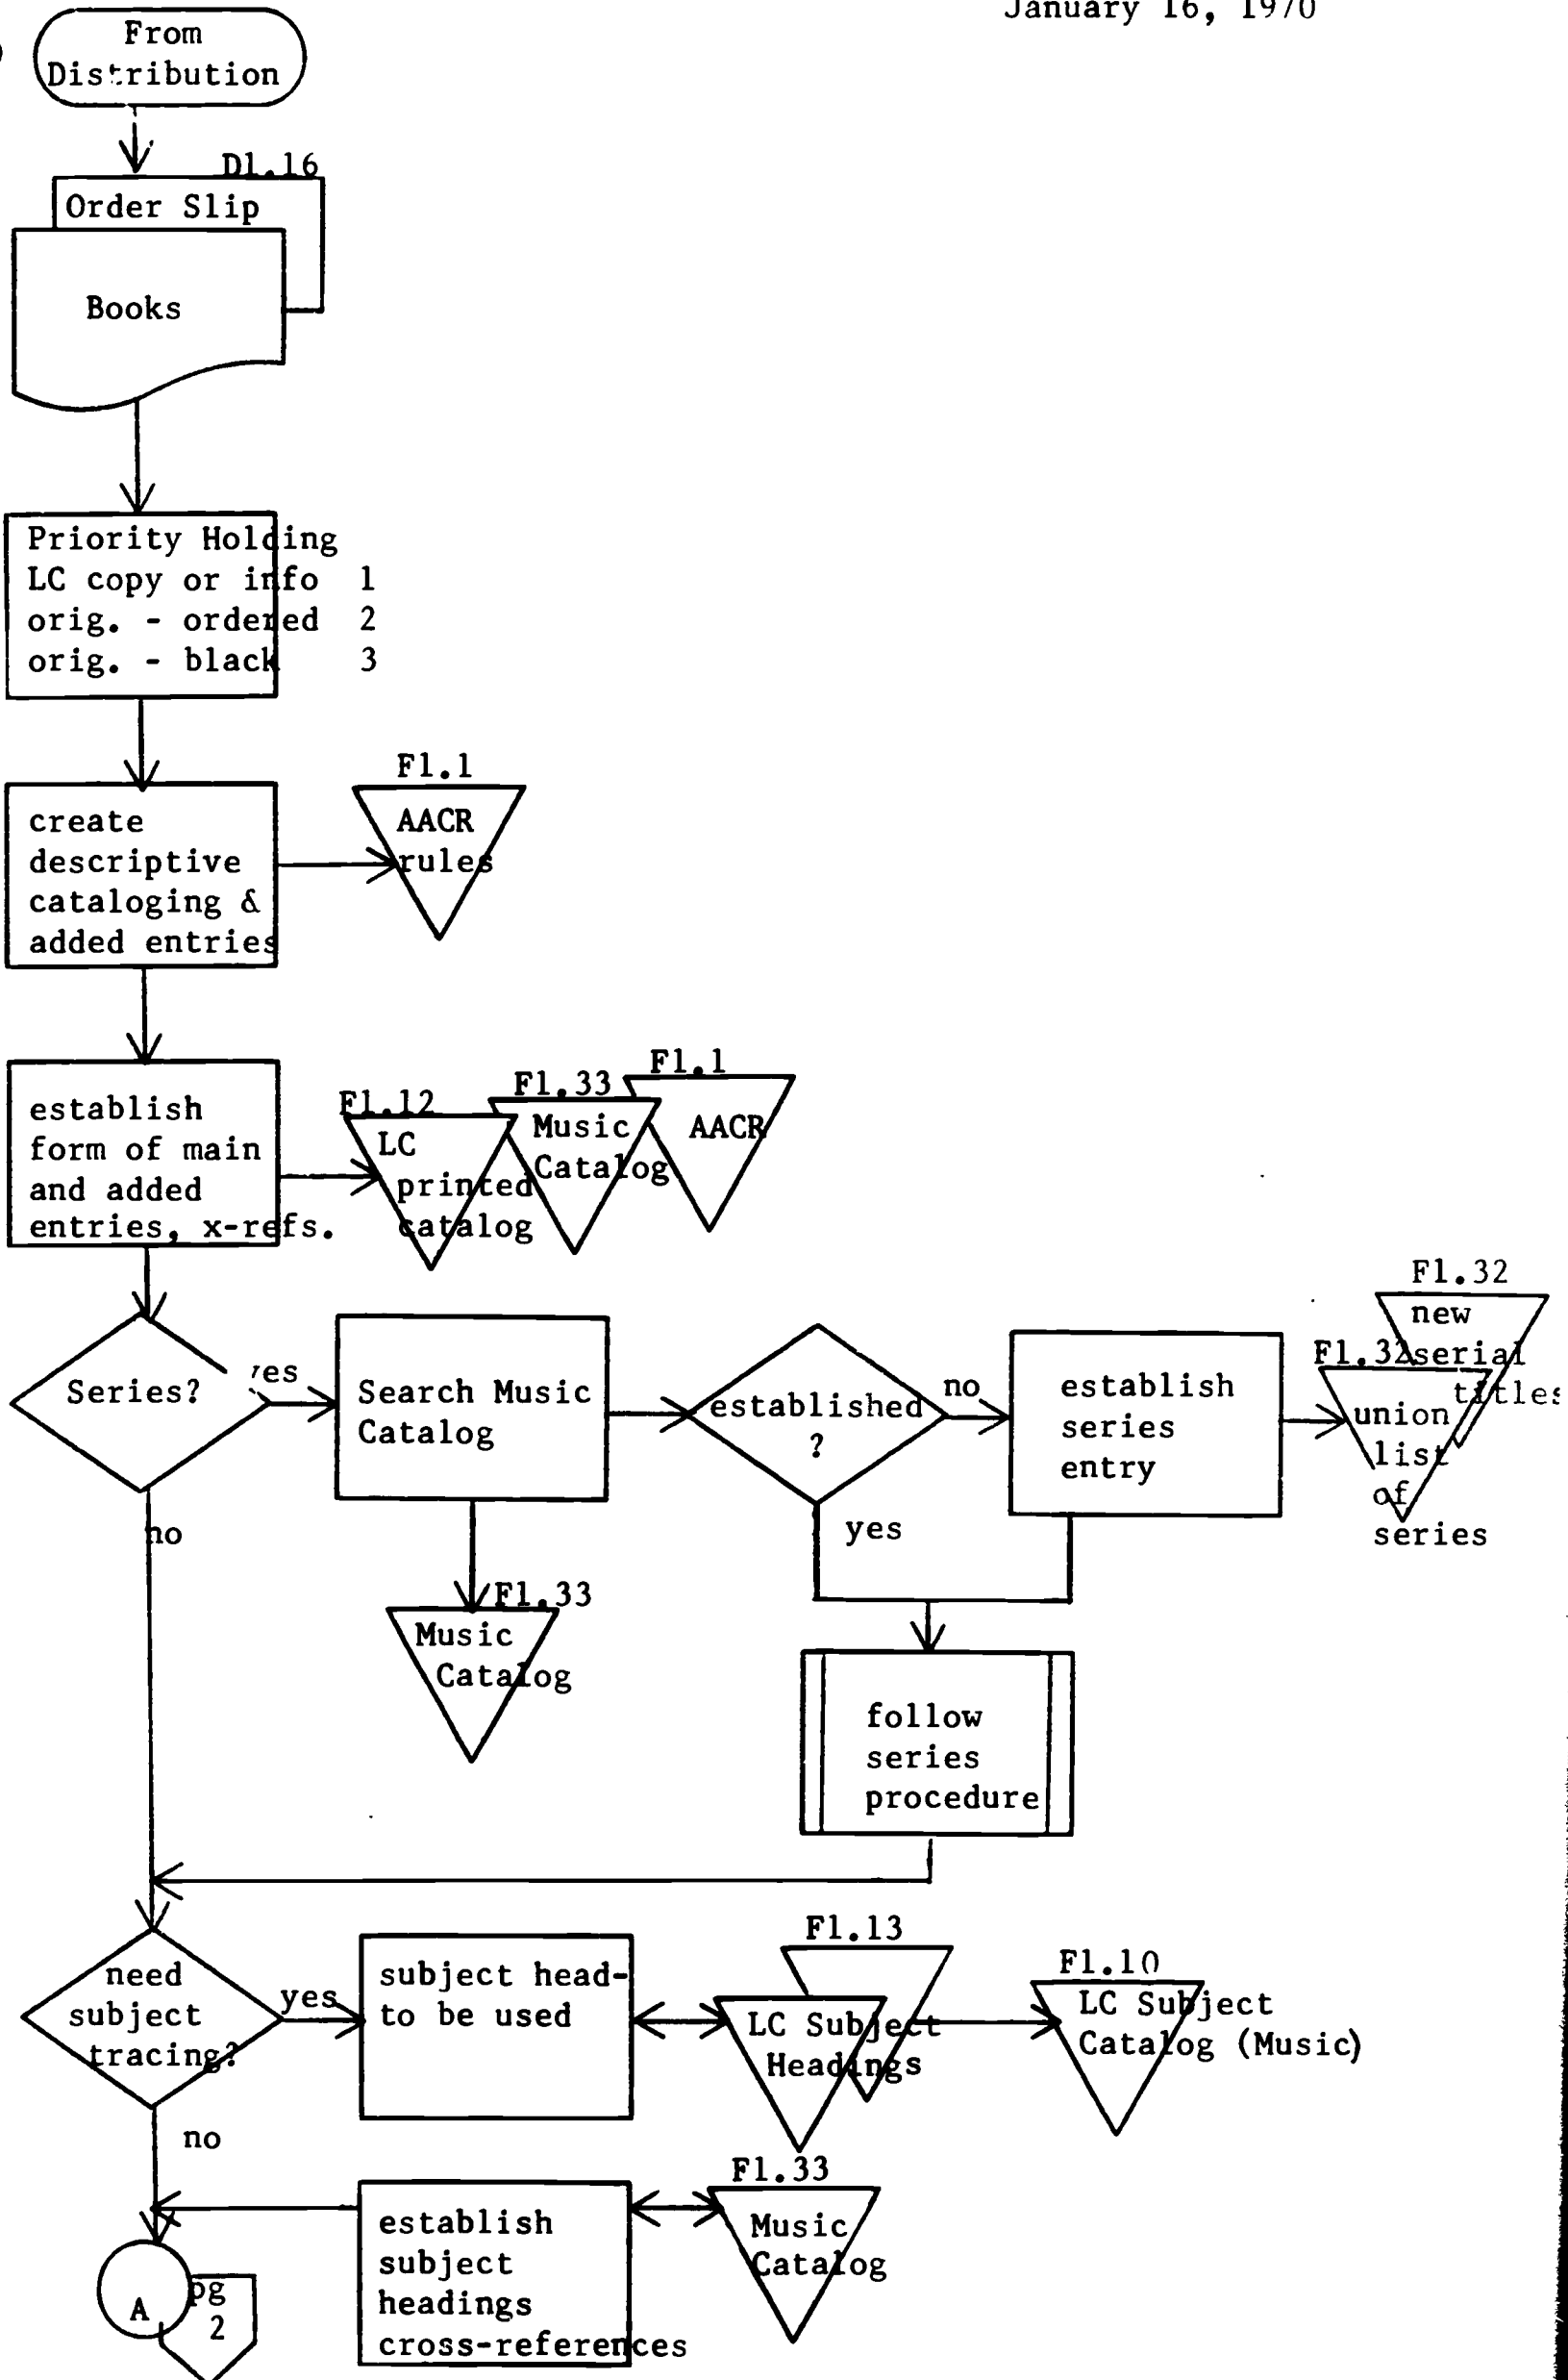 January 16, 1970
From
Distribution
D1.16
Order Slip
Books
Priority Holding
LC copy or info 1
orig. - ordered 2
orig. - black 3
F1.1
create
descriptive
cataloging &
added entries
AACR
rules
F1.12
F1.33
F1.1
establish
form of main
and added
entries, x-refs.
LC
printed
catalog
Music
Catalog
AACR
Series?
yes
no
Search Music
Catalog
F1.33
Music
Catalog
established
?
no
yes
establish
series
entry
F1.32
new
serial
titles
F1.32
union
list
of
series
follow
series
procedure
need
subject
tracing?
yes
no
subject head-
to be used
F1.13
LC Subject
Headings
F1.10
LC Subject
Catalog (Music)
F1.33
Music
Catalog
establish
subject
headings
cross-references
A
pg
2